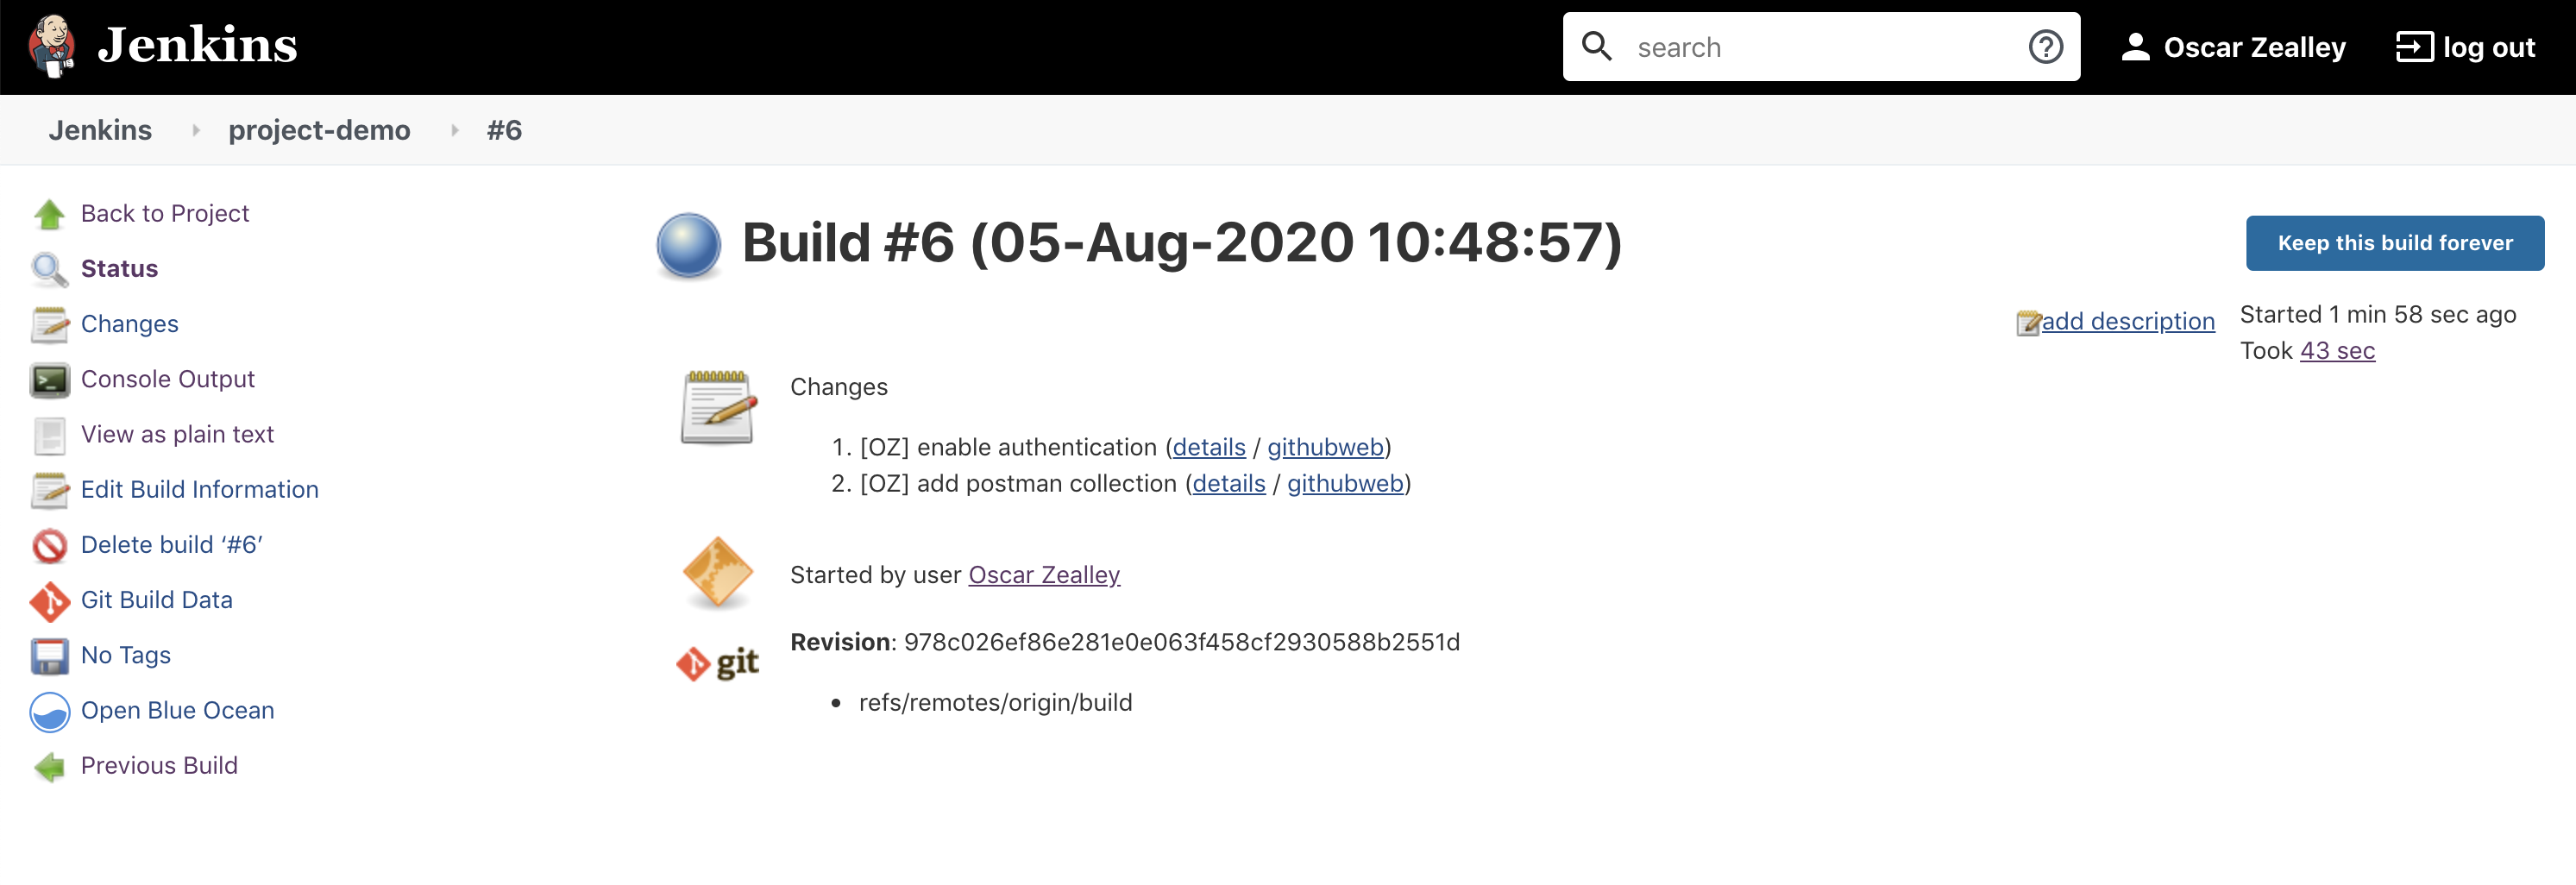 Jenkins
search
Oscar Zealley
log out
Jenkins
project-demo
#6
Back to Project
Status
Changes
Console Output
View as plain text
Edit Build Information
Delete build ‘#6’
Git Build Data
No Tags
Open Blue Ocean
Previous Build
Build #6 (05-Aug-2020 10:48:57)
Keep this build forever
add description
Started 1 min 58 sec ago
Took 43 sec
Changes
1. [OZ] enable authentication (details / githubweb)
2. [OZ] add postman collection (details / githubweb)
Started by user Oscar Zealley
git
Revision: 978c026ef86e281e0e063f458cf2930588b2551d
• refs/remotes/origin/build